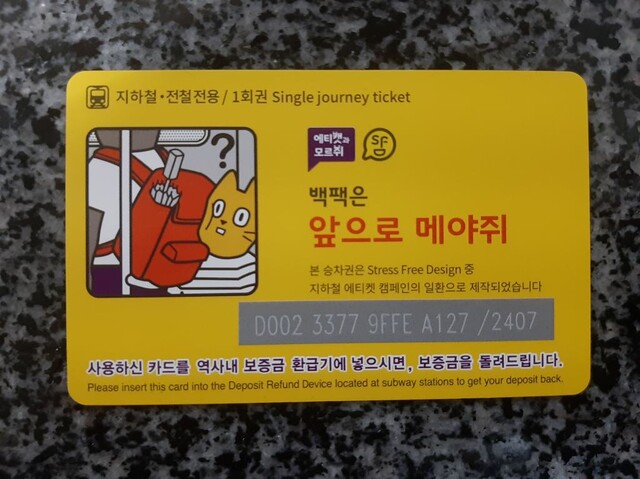 지하철·전철전용 / 1회권 Single journey ticket
?
에티캣과
모르쥐
SFD
백팩은
앞으로 메야쥐
본 승차권은 Stress Free Design 중
지하철 에티켓 캠페인의 일환으로 제작되었습니다
D002 3377 9FFE A127 /2407
사용하신 카드를 역사내 보증금 환급기에 넣으시면, 보증금을 돌려드립니다.
Please insert this card into the Deposit Refund Device located at subway stations to get your deposit back.